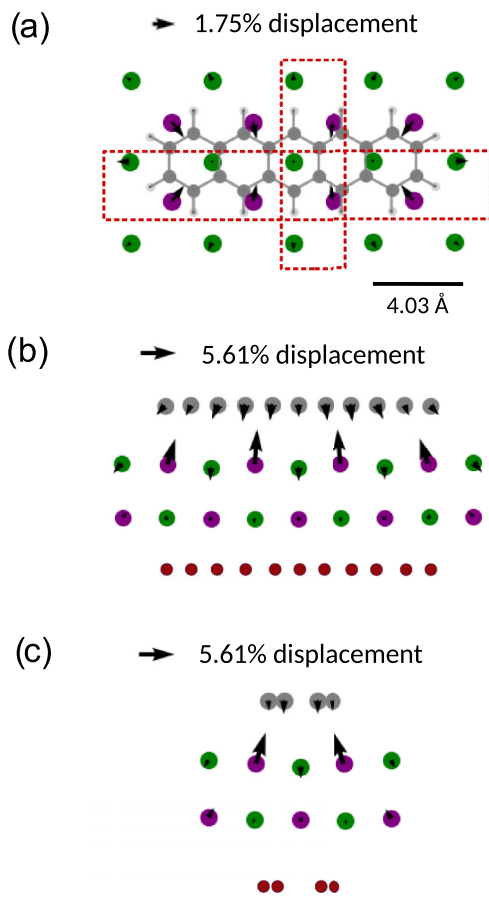 (a)
1.75% displacement
4.03 Å
(b)
5.61% displacement
(c)
5.61% displacement